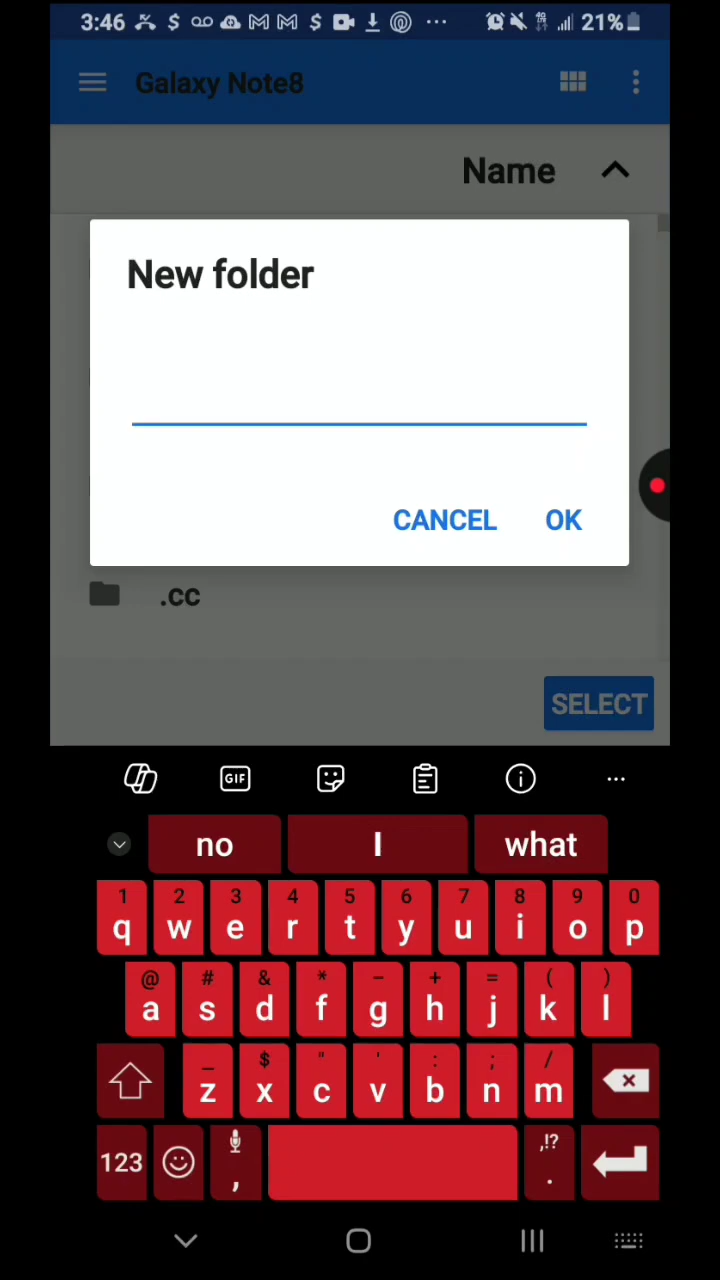 3:46 $ $ ... 21%
Galaxy Note8
Name
New folder
CANCEL OK
.cc
SELECT
GIF ...
no I what
1 2 3 4 5 6 7 8 9 0
q w e r t y u i o p
@ # & * - + = ( )
a s d f g h j k l
_ $ " ' : ; /
z x c v b n m
123 , ,!? .